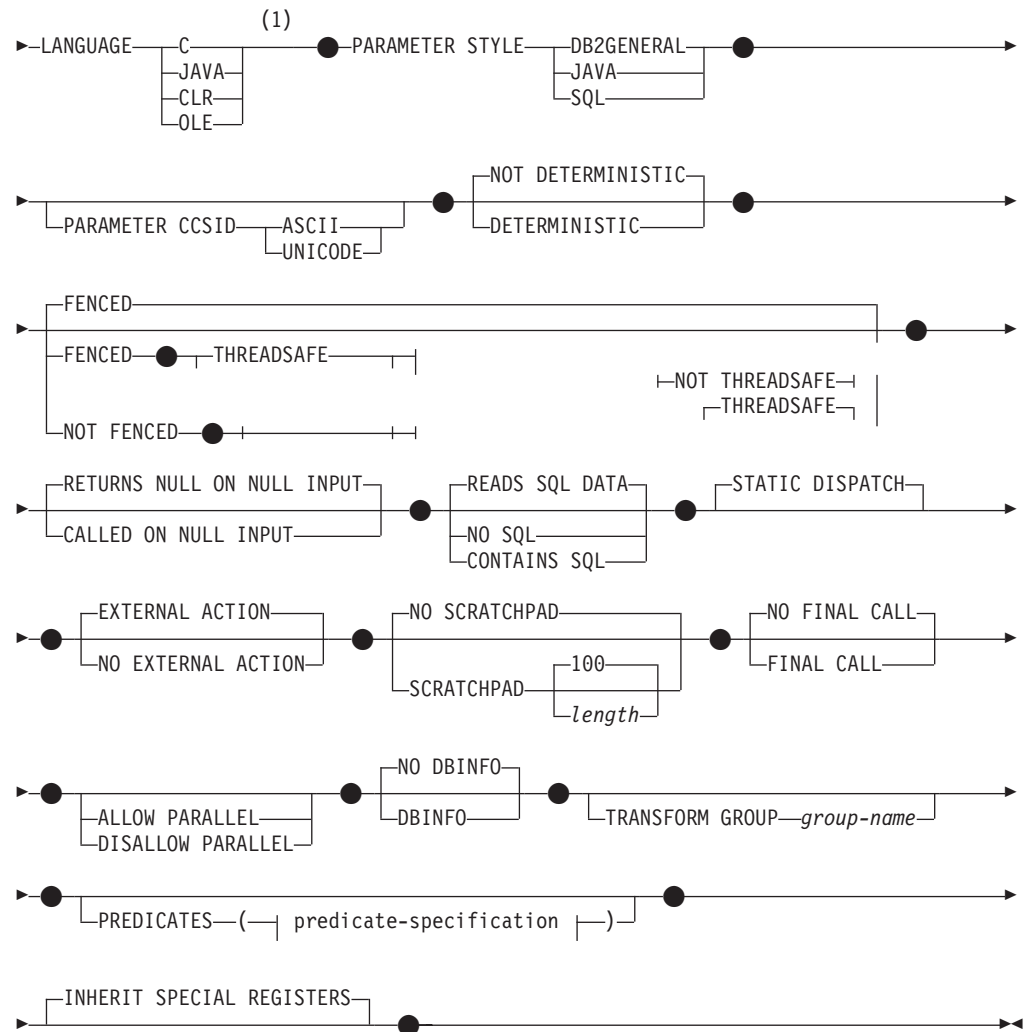 (1)
LANGUAGE C PARAMETER STYLE DB2GENERAL
JAVA JAVA
CLR SQL
OLE
NOT DETERMINISTIC
PARAMETER CCSID ASCII DETERMINISTIC
UNICODE
FENCED
FENCED THREADSAFE
NOT THREADSAFE
THREADSAFE
NOT FENCED
RETURNS NULL ON NULL INPUT READS SQL DATA STATIC DISPATCH
CALLED ON NULL INPUT NO SQL
CONTAINS SQL
EXTERNAL ACTION NO SCRATCHPAD NO FINAL CALL
NO EXTERNAL ACTION 100 FINAL CALL
SCRATCHPAD
length
NO DBINFO
ALLOW PARALLEL DBINFO TRANSFORM GROUP group-name
DISALLOW PARALLEL
PREDICATES ( predicate-specification )
INHERIT SPECIAL REGISTERS